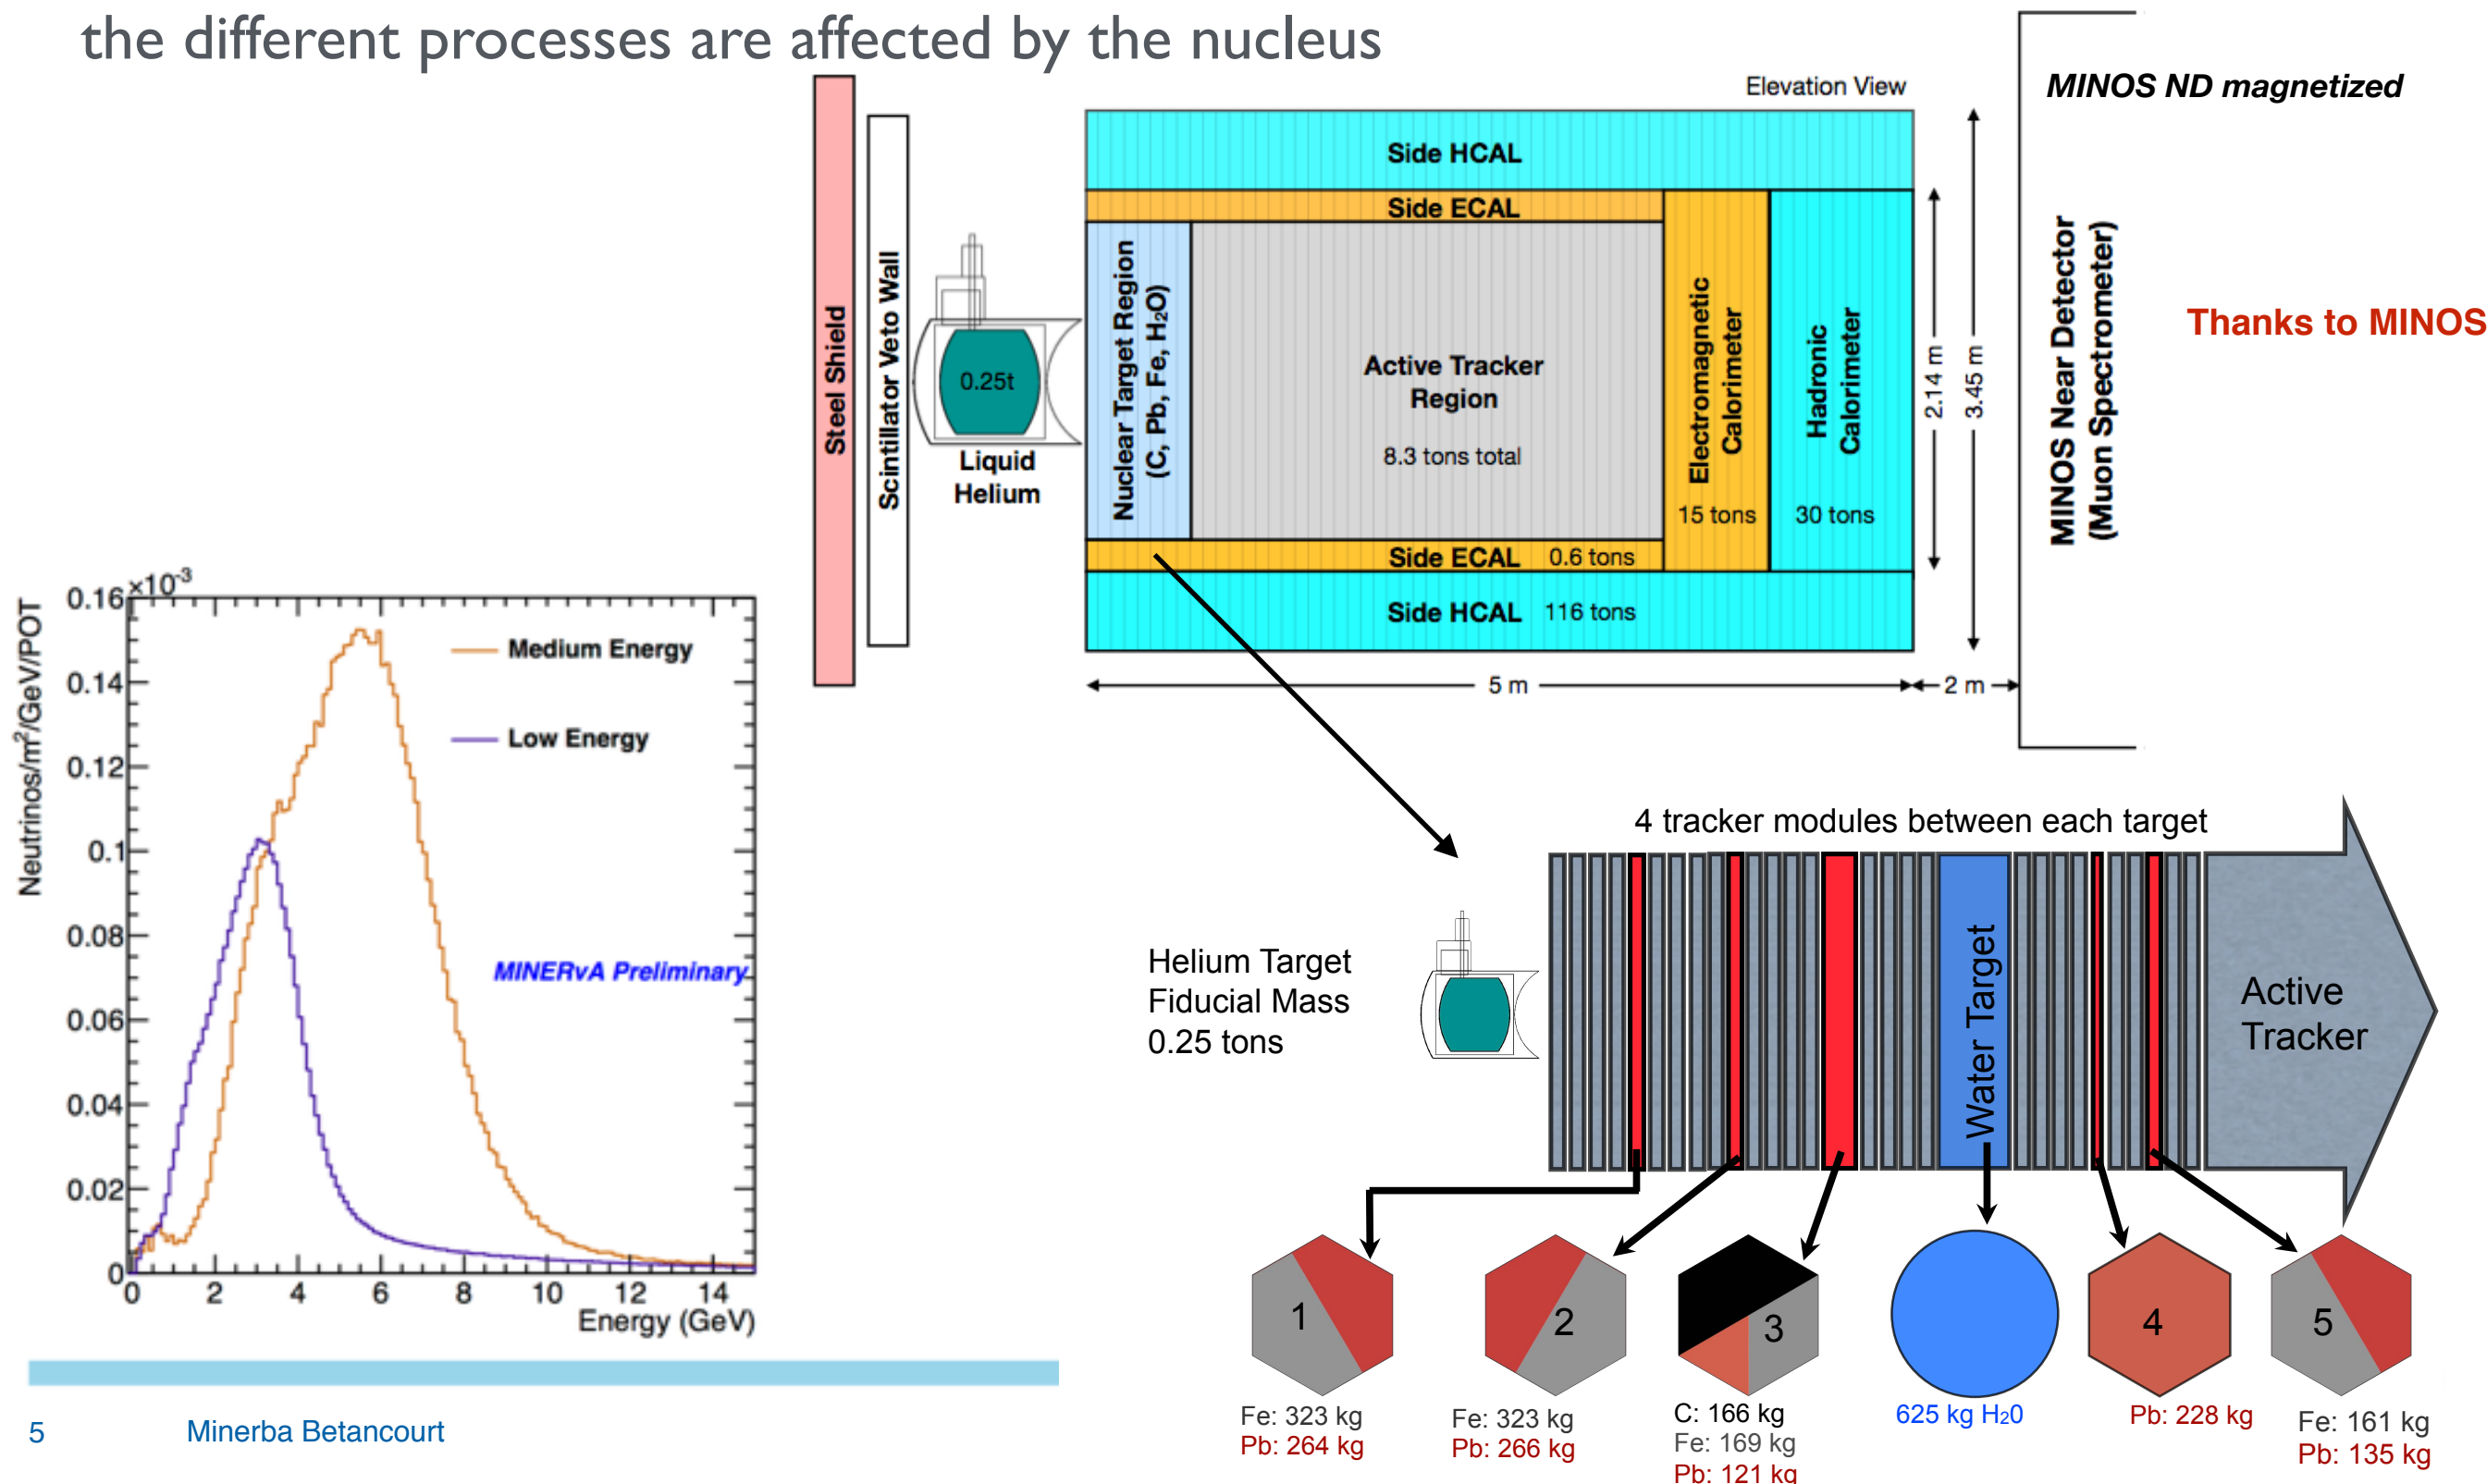 the different processes are affected by the nucleus
Elevation View
MINOS ND magnetized
Side HCAL
Side ECAL
Steel Shield
Scintillator Veto Wall
0.25t
Liquid
Helium
Nuclear Target Region
(C, Pb, Fe, H₂O)
Active Tracker
Region
8.3 tons total
Electromagnetic
Calorimeter
15 tons
Hadronic
Calorimeter
30 tons
2.14 m
3.45 m
MINOS Near Detector
(Muon Spectrometer)
Thanks to MINOS
Side ECAL 0.6 tons
Side HCAL 116 tons
5 m
2 m
×10⁻³
Neutrinos/m²/GeV/POT
0.16
0.14
0.12
0.1
0.08
0.06
0.04
0.02
0
Medium Energy
Low Energy
MINERvA Preliminary
0 2 4 6 8 10 12 14
Energy (GeV)
4 tracker modules between each target
Helium Target
Fiducial Mass
0.25 tons
Water Target
Active
Tracker
1
2
3
4
5
Fe: 323 kg
Pb: 264 kg
Fe: 323 kg
Pb: 266 kg
C: 166 kg
Fe: 169 kg
Pb: 121 kg
625 kg H₂0
Pb: 228 kg
Fe: 161 kg
Pb: 135 kg
5 Minerba Betancourt